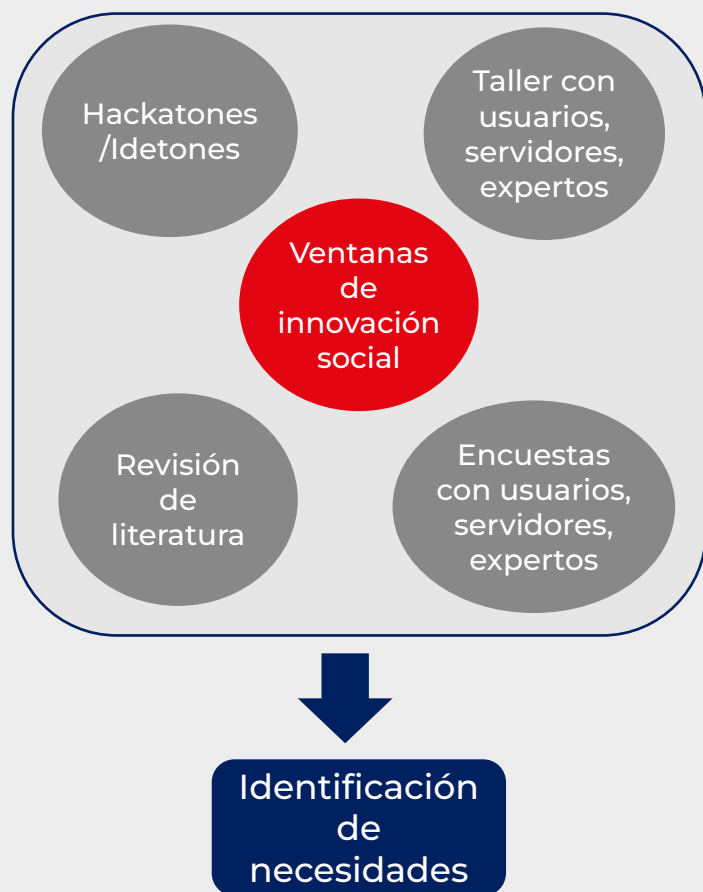 Hackatones
/Idetones
Taller con
usuarios,
servidores,
expertos
Ventanas
de
innovación
social
Revisión
de
literatura
Encuestas
con usuarios,
servidores,
expertos
Identificación
de
necesidades